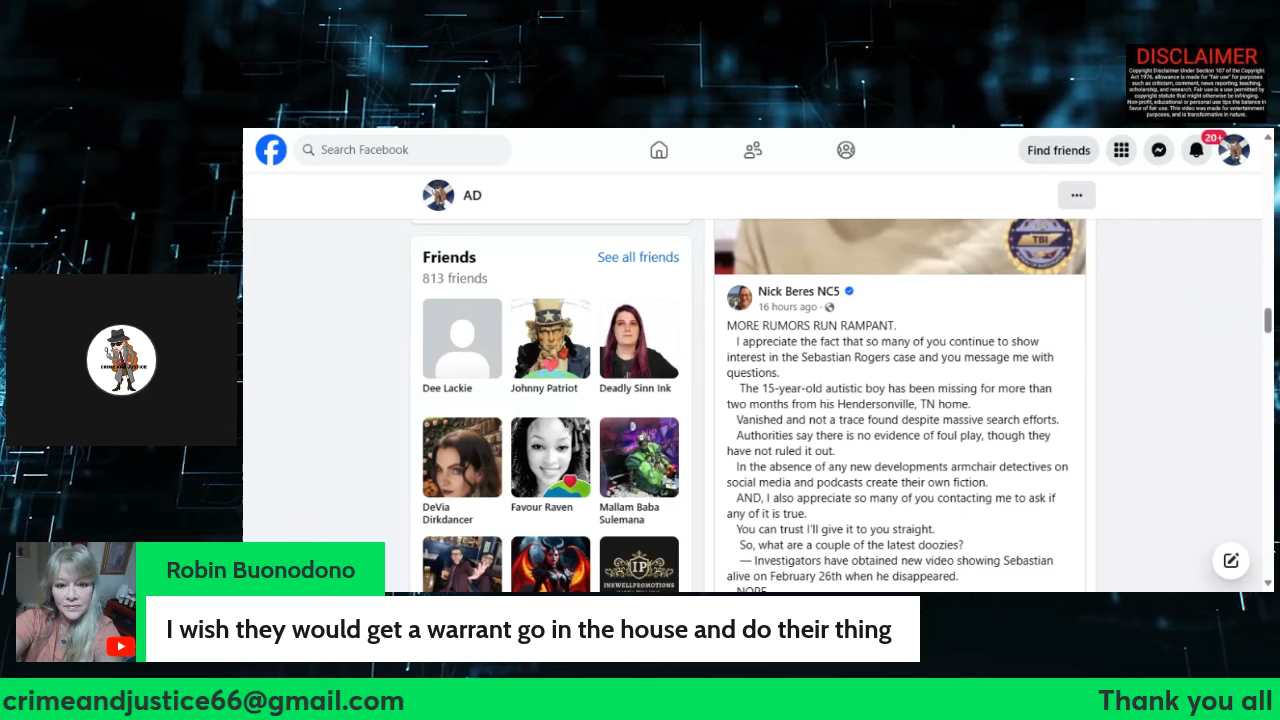 DISCLAIMER
Copyright Disclaimer Under Section 107 of the Copyright
Act 1976, allowance is made for "fair use" for purposes
such as criticism, comment, news reporting, teaching,
scholarship, and research. Fair use is a use permitted by
copyright statute that might otherwise be infringing.
Non-profit, educational or personal use tips the balance in
favor of fair use. This video was made for entertainment
purposes, and is transformative in nature.
Search Facebook
Find friends
20+
AD
Friends
See all friends
813 friends
Dee Lackie
Johnny Patriot
Deadly Sinn Ink
DeVia
Dirkdancer
Favour Raven
Mallam Baba
Sulemana
IP
INKWELLPROMOTIONS
TBI
Nick Beres NC5
16 hours ago ·
MORE RUMORS RUN RAMPANT.
I appreciate the fact that so many of you continue to show
interest in the Sebastian Rogers case and you message me with
questions.
The 15-year-old autistic boy has been missing for more than
two months from his Hendersonville, TN home.
Vanished and not a trace found despite massive search efforts.
Authorities say there is no evidence of foul play, though they
have not ruled it out.
In the absence of any new developments armchair detectives on
social media and podcasts create their own fiction.
AND, I also appreciate so many of you contacting me to ask if
any of it is true.
You can trust I'll give it to you straight.
So, what are a couple of the latest doozies?
— Investigators have obtained new video showing Sebastian
alive on February 26th when he disappeared.
NOPE
CRIME AND JUSTICE
Robin Buonodono
I wish they would get a warrant go in the house and do their thing
crimeandjustice66@gmail.com
Thank you all